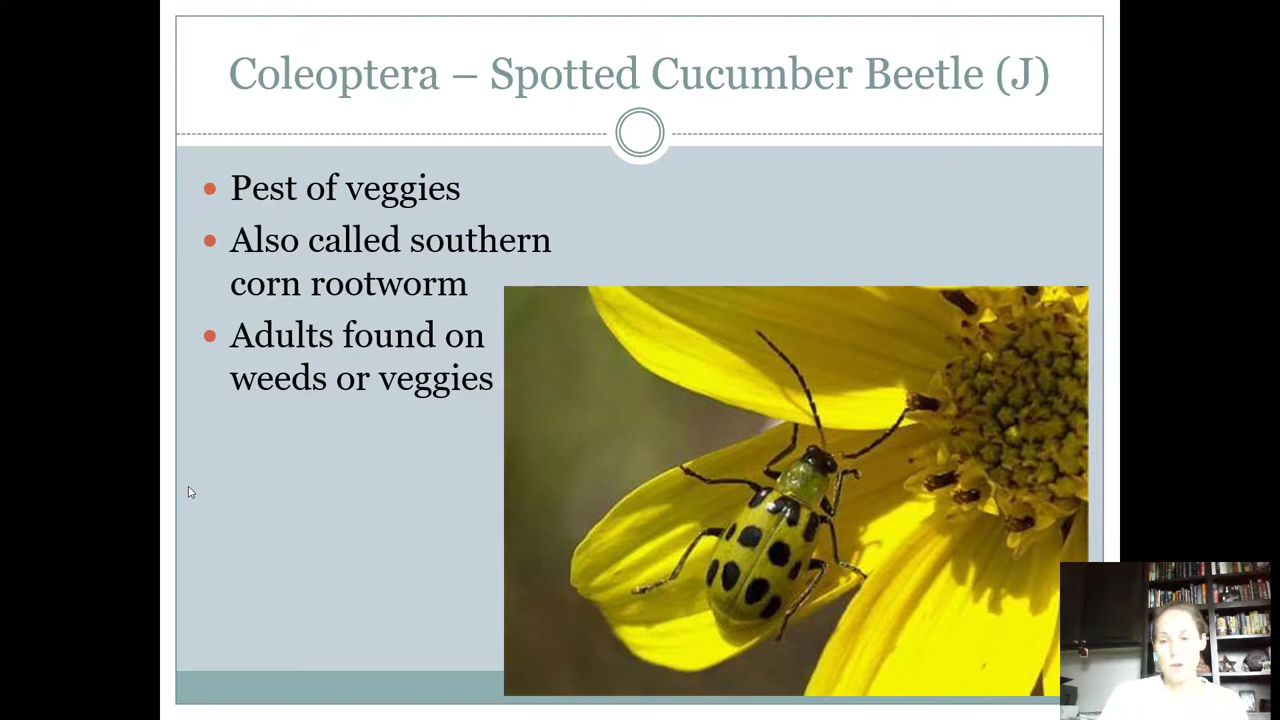 Coleoptera – Spotted Cucumber Beetle (J)
Pest of veggies
Also called southern
corn rootworm
Adults found on
weeds or veggies